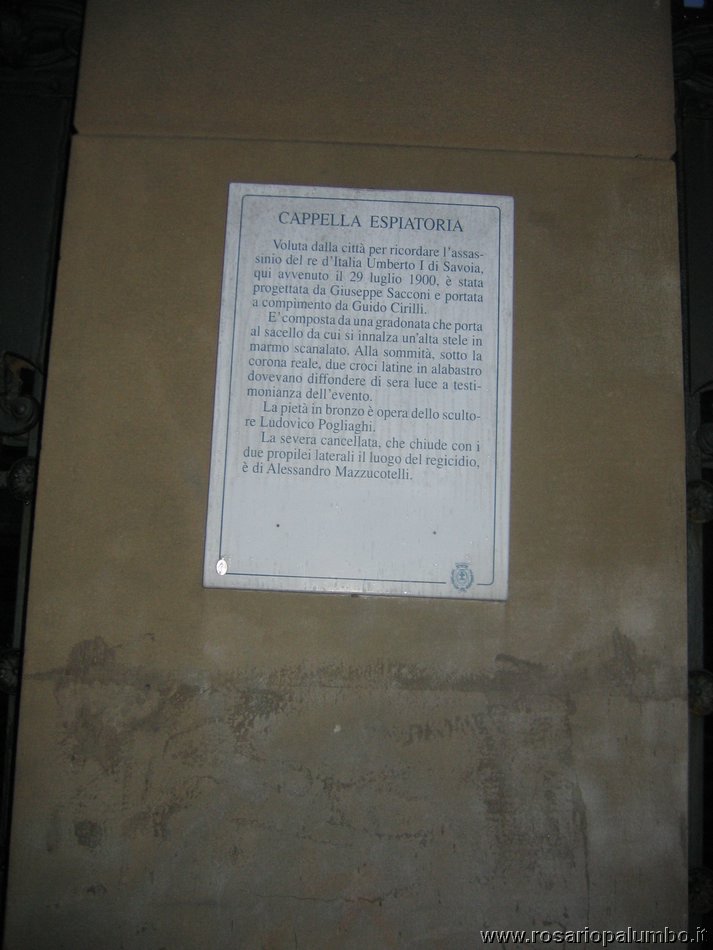 CAPPELLA ESPIATORIA
Voluta dalla città per ricordare l'assas-
sinio del re d'Italia Umberto I di Savoia,
qui avvenuto il 29 luglio 1900, è stata
progettata da Giuseppe Sacconi e portata
a compimento da Guido Cirilli.
E'composta da una gradonata che porta
al sacello da cui si innalza un'alta stele in
marmo scanalato. Alla sommità, sotto la
corona reale, due croci latine in alabastro
dovevano diffondere di sera luce a testi-
monianza dell'evento.
La pietà in bronzo è opera dello sculto-
re Ludovico Pogliaghi.
La severa cancellata, che chiude con i
due propilei laterali il luogo del regicidio,
è di Alessandro Mazzucotelli.
www.rosariopalumbo.it